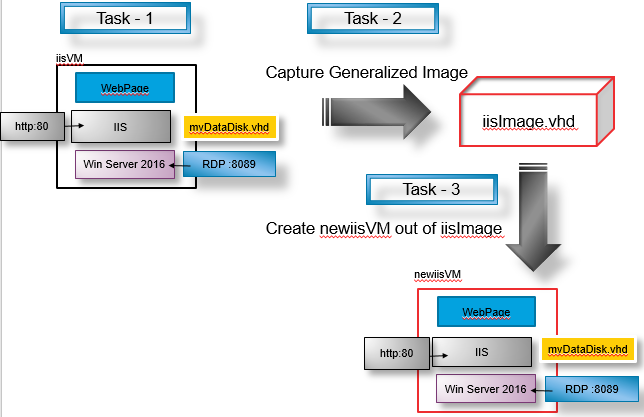 Task - 1
Task - 2
iisVM
WebPage
Capture Generalized Image
http:80
IIS
mvDataDisk.vhd
iisImage.vhd
Win Server 2016
RDP :8089
Task - 3
Create newiisVM out of iisImage
newiisVM
WebPage
http:80
IIS
mvDataDisk.vhd
Win Server 2016
RDP :8089